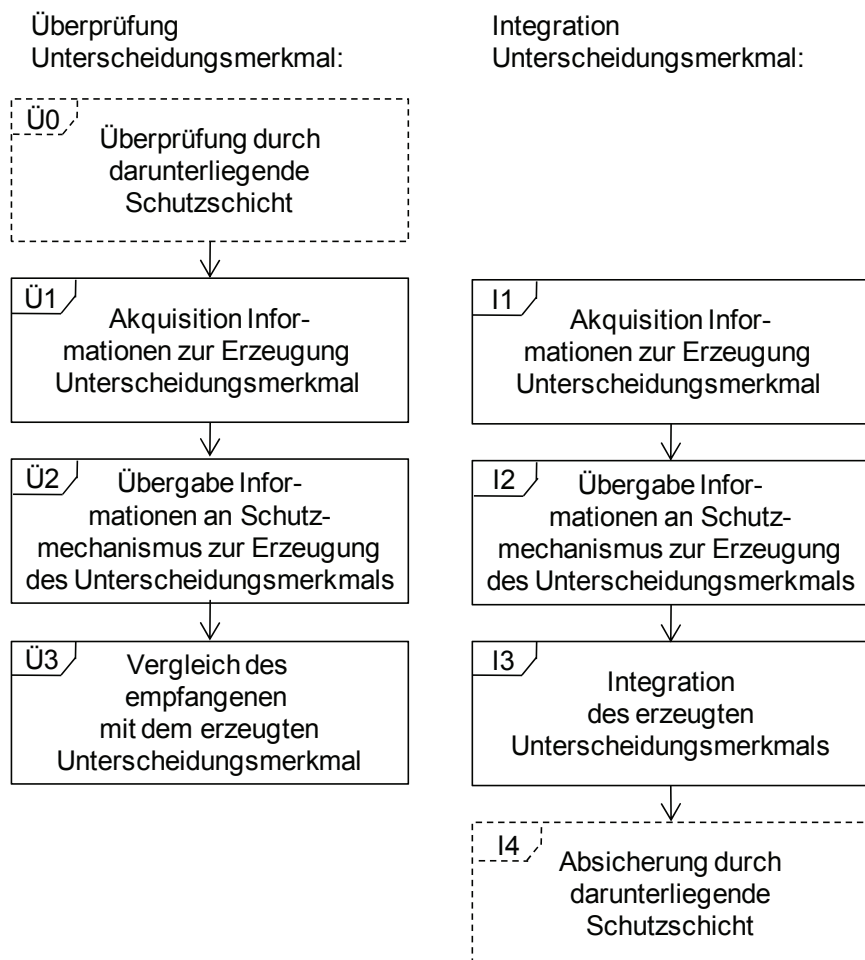 Überprüfung
Unterscheidungsmerkmal:
Ü0
Überprüfung durch
darunterliegende
Schutzschicht
Ü1
Akquisition Infor-
mationen zur Erzeugung
Unterscheidungsmerkmal
Ü2
Übergabe Infor-
mationen an Schutz-
mechanismus zur Erzeugung
des Unterscheidungsmerkmals
Ü3
Vergleich des
empfangenen
mit dem erzeugten
Unterscheidungsmerkmal
Integration
Unterscheidungsmerkmal:
I1
Akquisition Infor-
mationen zur Erzeugung
Unterscheidungsmerkmal
I2
Übergabe Infor-
mationen an Schutz-
mechanismus zur Erzeugung
des Unterscheidungsmerkmals
I3
Integration
des erzeugten
Unterscheidungsmerkmals
I4
Absicherung durch
darunterliegende
Schutzschicht